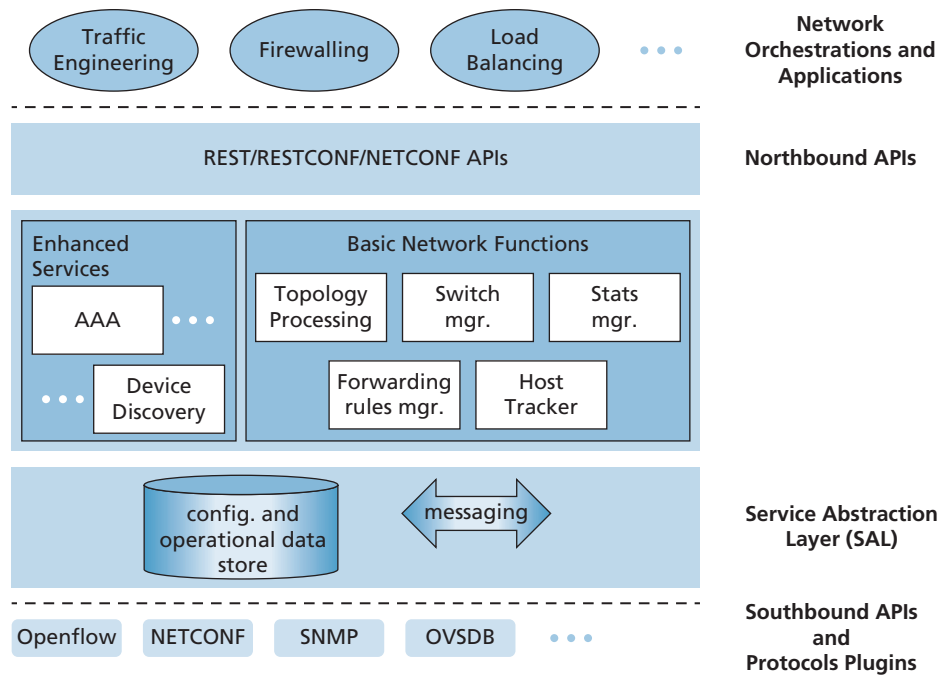 Traffic
Engineering
Firewalling
Load
Balancing
Network
Orchestrations and
Applications
REST/RESTCONF/NETCONF APIs
Northbound APIs
Enhanced
Services
AAA
Device
Discovery
Basic Network Functions
Topology
Processing
Switch
mgr.
Stats
mgr.
Forwarding
rules mgr.
Host
Tracker
config. and
operational data
store
messaging
Service Abstraction
Layer (SAL)
Openflow
NETCONF
SNMP
OVSDB
Southbound APIs
and
Protocols Plugins